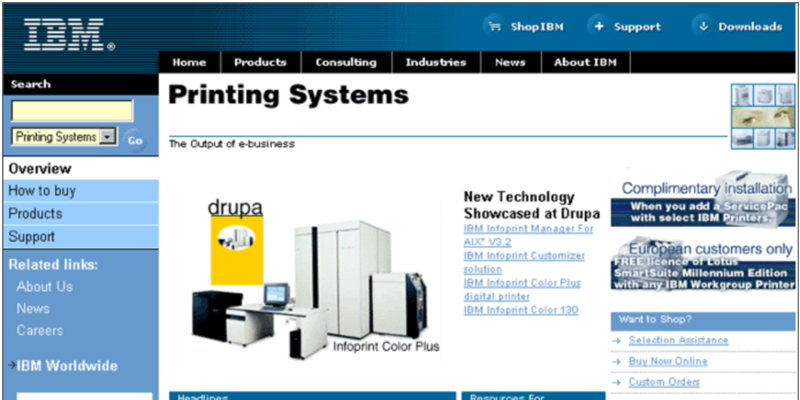 IBM®
ShopIBM
Support
Downloads
Home
Products
Consulting
Industries
News
About IBM
Search
Printing Systems
Go
Overview
How to buy
Products
Support
Related links:
About Us
News
Careers
IBM Worldwide
Printing Systems
The Output of e-business
drupa
Infoprint Color Plus
New Technology
Showcased at Drupa
IBM Infoprint Manager For
AIX® V3.2
IBM Infoprint Customizer
solution
IBM Infoprint Color Plus
digital printer
IBM Infoprint Color 130
Complimentary installation
When you add a ServicePac
with select IBM Printers.
European customers only
FREE licence of Lotus
SmartSuite Millennium Edition
with any IBM Workgroup Printer
Want to Shop?
Selection Assistance
Buy Now Online
Custom Orders
Headlines
Resources For